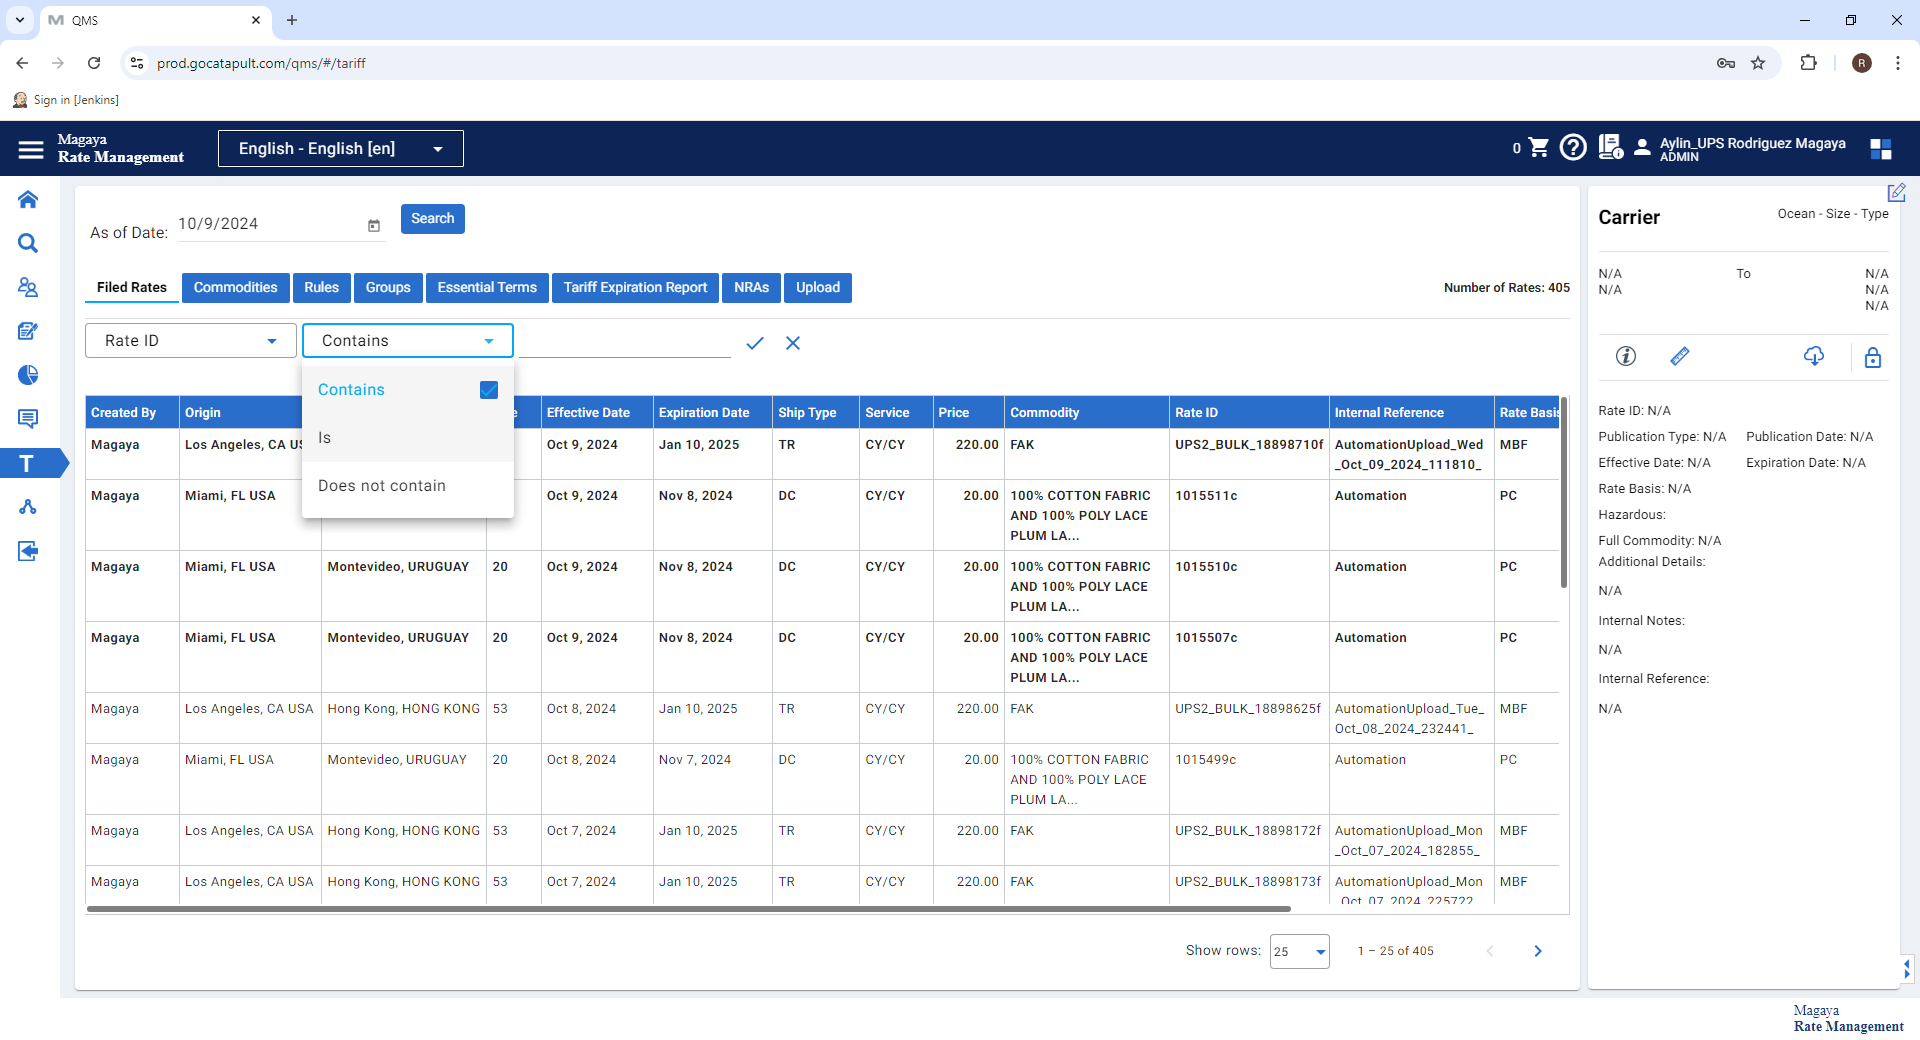 QMS
prod.gocatapult.com/qms/#/tariff
R
Sign in [Jenkins]
Magaya
Rate Management
English - English [en]
0
Aylin_UPS Rodriguez Magaya
ADMIN
T
As of Date:
10/9/2024
Search
Filed Rates
Commodities
Rules
Groups
Essential Terms
Tariff Expiration Report
NRAs
Upload
Number of Rates: 405
Rate ID
Contains
Contains
Is
Does not contain
Created By Origin Effective Date Expiration Date Ship Type Service Price Commodity Rate ID Internal Reference Rate Basis
Magaya Los Angeles, CA US Oct 9, 2024 Jan 10, 2025 TR CY/CY 220.00 FAK UPS2_BULK_18898710f AutomationUpload_Wed MBF
_Oct_09_2024_111810_
Magaya Miami, FL USA Oct 9, 2024 Nov 8, 2024 DC CY/CY 20.00 100% COTTON FABRIC 1015511c Automation PC
AND 100% POLY LACE
PLUM LA...
Magaya Miami, FL USA Montevideo, URUGUAY 20 Oct 9, 2024 Nov 8, 2024 DC CY/CY 20.00 100% COTTON FABRIC 1015510c Automation PC
AND 100% POLY LACE
PLUM LA...
Magaya Miami, FL USA Montevideo, URUGUAY 20 Oct 9, 2024 Nov 8, 2024 DC CY/CY 20.00 100% COTTON FABRIC 1015507c Automation PC
AND 100% POLY LACE
PLUM LA...
Magaya Los Angeles, CA USA Hong Kong, HONG KONG 53 Oct 8, 2024 Jan 10, 2025 TR CY/CY 220.00 FAK UPS2_BULK_18898625f AutomationUpload_Tue_ MBF
Oct_08_2024_232441_
Magaya Miami, FL USA Montevideo, URUGUAY 20 Oct 8, 2024 Nov 7, 2024 DC CY/CY 20.00 100% COTTON FABRIC 1015499c Automation PC
AND 100% POLY LACE
PLUM LA...
Magaya Los Angeles, CA USA Hong Kong, HONG KONG 53 Oct 7, 2024 Jan 10, 2025 TR CY/CY 220.00 FAK UPS2_BULK_18898172f AutomationUpload_Mon MBF
_Oct_07_2024_182855_
Magaya Los Angeles, CA USA Hong Kong, HONG KONG 53 Oct 7, 2024 Jan 10, 2025 TR CY/CY 220.00 FAK UPS2_BULK_18898173f AutomationUpload_Mon MBF
_Oct_07_2024_225722_
Show rows: 25 1 – 25 of 405
Carrier
Ocean - Size - Type
N/A To N/A
N/A N/A
N/A
Rate ID: N/A
Publication Type: N/A Publication Date: N/A
Effective Date: N/A Expiration Date: N/A
Rate Basis: N/A
Hazardous:
Full Commodity: N/A
Additional Details:
N/A
Internal Notes:
N/A
Internal Reference:
N/A
Magaya
Rate Management